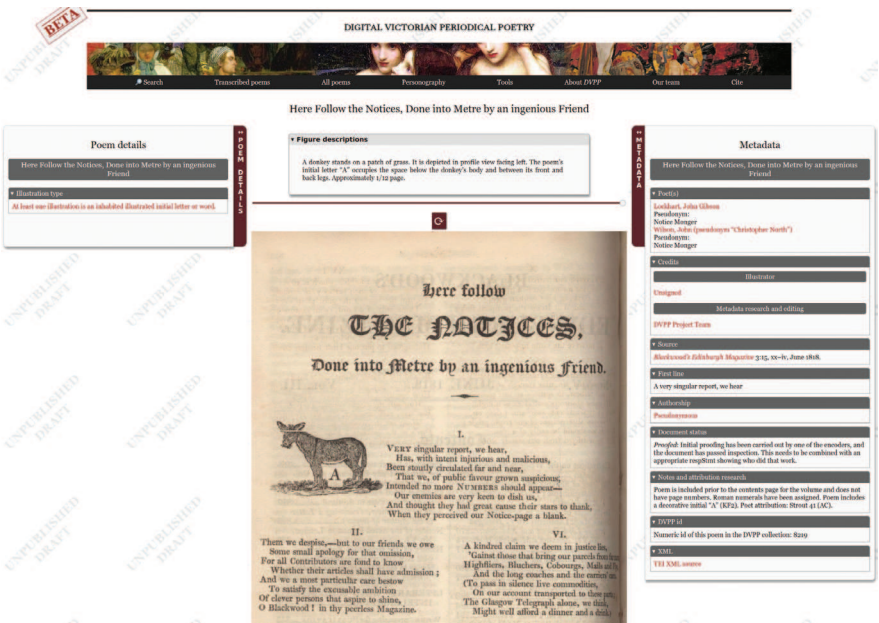 BETA
DIGITAL VICTORIAN PERIODICAL POETRY
Search Transcribed poems All poems Personography Tools About DVPP Our team Cite
Here Follow the Notices, Done into Metre by an ingenious Friend
Poem details
Here Follow the Notices, Done into Metre by an ingenious
Friend
▾ Illustration type
At least one illustration is an inhabited illustrated initial letter or word.
POEM DETAILS
▾ Figure descriptions
A donkey stands on a patch of grass. It is depicted in profile view facing left. The poem's
initial letter "A" occupies the space below the donkey's body and between its front and
back legs. Approximately 1/12 page.
Here follow
THE NOTICES,
Done into Metre by an ingenious Friend.
I.
A
VERY singular report, we hear,
Has, with intent injurious and malicious,
Been stoutly circulated far and near,
That we, of public favour grown suspicious,
Intended no more NUMBERS should appear—
Our enemies are very keen to dish us,
And thought they had great cause their stars to thank,
When they perceived our Notice-page a blank.
II.
Them we despise,—but to our friends we owe
Some small apology for that omission,
For all Contributors are fond to know
Whether their articles shall have admission;
And we a most particular care bestow
To satisfy the excusable ambition
Of clever persons that aspire to shine,
O Blackwood! in thy peerless Magazine.
VI.
A kindred claim we deem in justice lies,
'Gainst those that bring our parcels
Highfliers, Bluchers, Cobourgs, Mails and
And the long coaches and the carriers'
(To pass in silence live commodities,
On our account transported to these parts,
The Glasgow Telegraph alone, we think,
Might well afford a dinner and a drink
METADATA
Metadata
Here Follow the Notices, Done into Metre by an ingenious
Friend
▾ Poet(s)
Lockhart, John Gibson
Pseudonym:
Notice Monger
Wilson, John (pseudonym "Christopher North")
Pseudonym:
Notice Monger
▾ Credits
Illustrator
Unsigned
Metadata research and editing
DVPP Project Team
▾ Source
Blackwood's Edinburgh Magazine 3:15, xx–iv, June 1818.
▾ First line
A very singular report, we hear
▾ Authorship
Pseudonymous
▾ Document status
Proofed: Initial proofing has been carried out by one of the encoders, and
the document has passed inspection. This needs to be combined with an
appropriate respStmt showing who did that work.
▾ Notes and attribution research
Poem is included prior to the contents page for the volume and does not
have page numbers. Roman numerals have been assigned. Poem includes
a decorative initial "A" (KF2). Poet attribution: Strout 41 (AC).
▾ DVPP id
Numeric id of this poem in the DVPP collection: 8219
▾ XML
TEI XML source
UNPUBLISHED
DRAFT